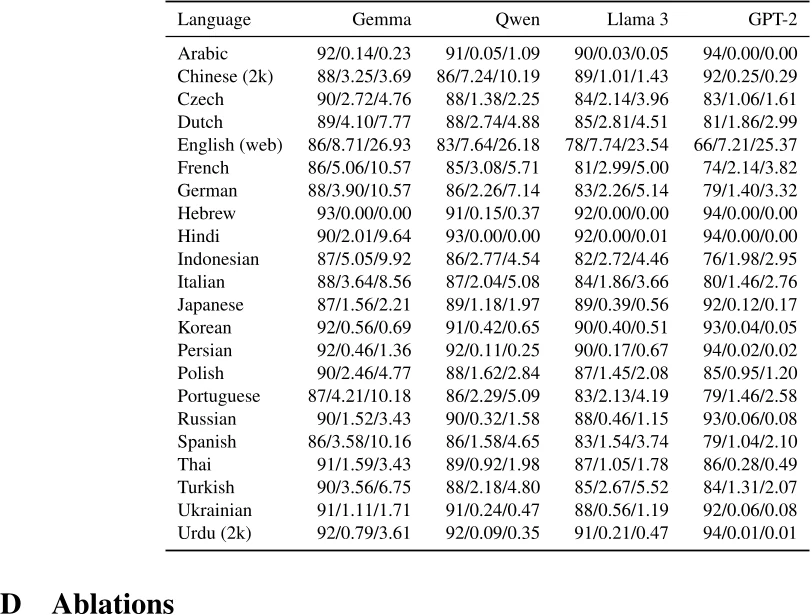 Language Gemma Qwen Llama 3 GPT-2
Arabic 92/0.14/0.23 91/0.05/1.09 90/0.03/0.05 94/0.00/0.00
Chinese (2k) 88/3.25/3.69 86/7.24/10.19 89/1.01/1.43 92/0.25/0.29
Czech 90/2.72/4.76 88/1.38/2.25 84/2.14/3.96 83/1.06/1.61
Dutch 89/4.10/7.77 88/2.74/4.88 85/2.81/4.51 81/1.86/2.99
English (web) 86/8.71/26.93 83/7.64/26.18 78/7.74/23.54 66/7.21/25.37
French 86/5.06/10.57 85/3.08/5.71 81/2.99/5.00 74/2.14/3.82
German 88/3.90/10.57 86/2.26/7.14 83/2.26/5.14 79/1.40/3.32
Hebrew 93/0.00/0.00 91/0.15/0.37 92/0.00/0.00 94/0.00/0.00
Hindi 90/2.01/9.64 93/0.00/0.00 92/0.00/0.01 94/0.00/0.00
Indonesian 87/5.05/9.92 86/2.77/4.54 82/2.72/4.46 76/1.98/2.95
Italian 88/3.64/8.56 87/2.04/5.08 84/1.86/3.66 80/1.46/2.76
Japanese 87/1.56/2.21 89/1.18/1.97 89/0.39/0.56 92/0.12/0.17
Korean 92/0.56/0.69 91/0.42/0.65 90/0.40/0.51 93/0.04/0.05
Persian 92/0.46/1.36 92/0.11/0.25 90/0.17/0.67 94/0.02/0.02
Polish 90/2.46/4.77 88/1.62/2.84 87/1.45/2.08 85/0.95/1.20
Portuguese 87/4.21/10.18 86/2.29/5.09 83/2.13/4.19 79/1.46/2.58
Russian 90/1.52/3.43 90/0.32/1.58 88/0.46/1.15 93/0.06/0.08
Spanish 86/3.58/10.16 86/1.58/4.65 83/1.54/3.74 79/1.04/2.10
Thai 91/1.59/3.43 89/0.92/1.98 87/1.05/1.78 86/0.28/0.49
Turkish 90/3.56/6.75 88/2.18/4.80 85/2.67/5.52 84/1.31/2.07
Ukrainian 91/1.11/1.71 91/0.24/0.47 88/0.56/1.19 92/0.06/0.08
Urdu (2k) 92/0.79/3.61 92/0.09/0.35 91/0.21/0.47 94/0.01/0.01
D Ablations